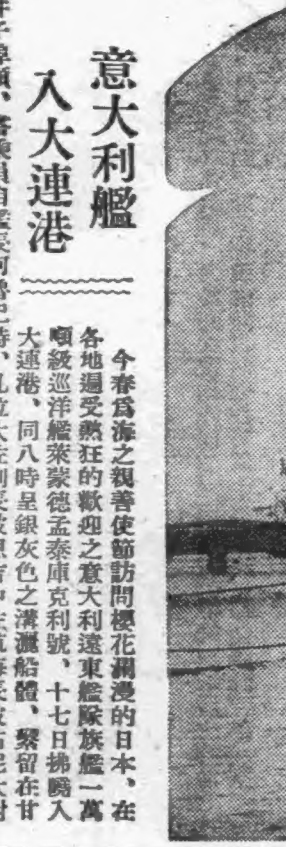 意大利艦
入大連港
今春爲海之親善使節訪問櫻花瀾漫的日本、在
各地遍受熱狂的歡迎之意大利遠東艦隊旗艦一萬
噸級巡洋艦萊蒙德孟泰庫克利號、十七日拂曉入
大連港、同八時呈銀灰色之瀟灑船體、繫留在甘